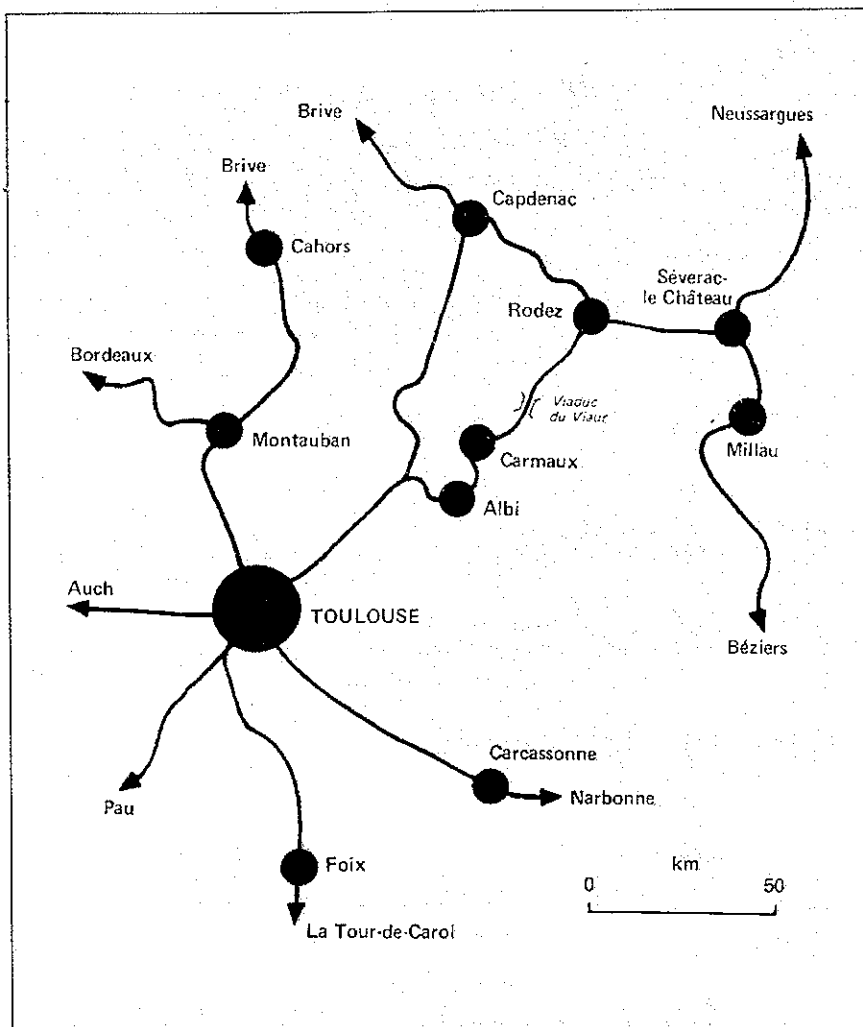 Brive
Neussargues
Brive
Capdenac
Cahors
Séverac-
le Château
Rodez
Bordeaux
Viaduc
du Viaur
Montauban
Carmaux
Millau
Albi
Auch
TOULOUSE
Béziers
Carcassonne
Pau
Narbonne
Foix
km
0 50
La Tour-de-Carol